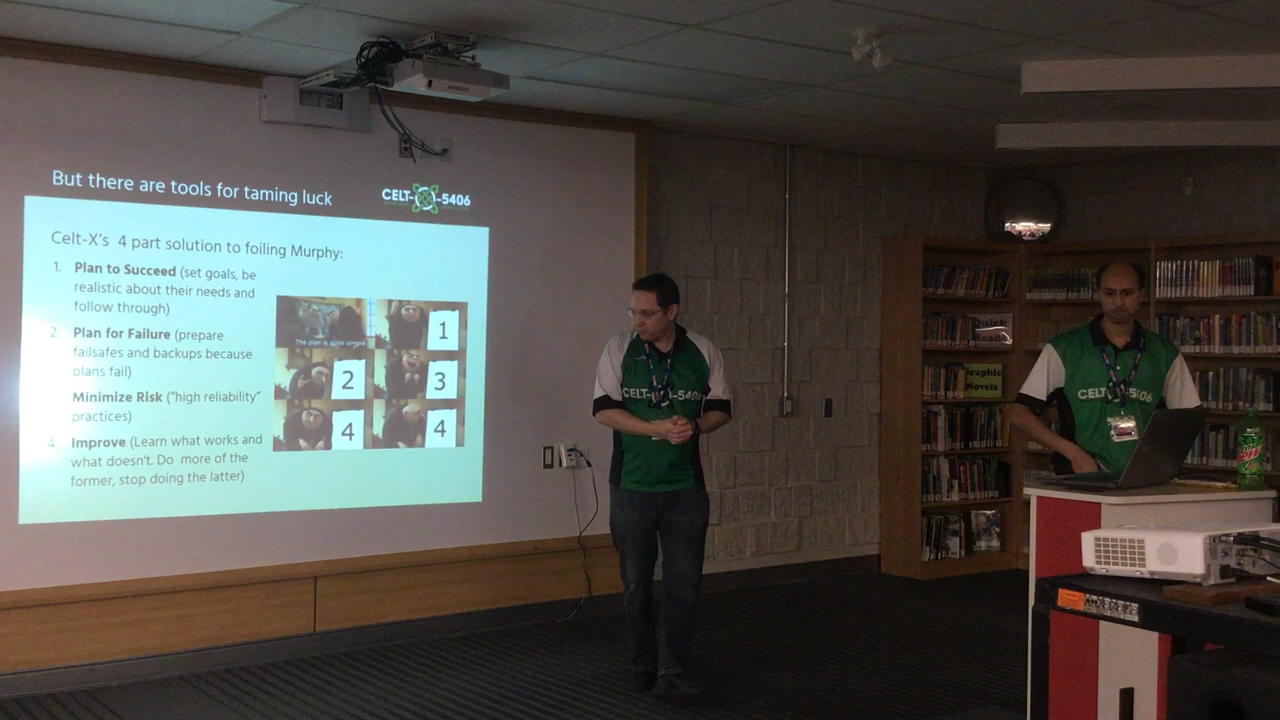 HITACHI
But there are tools for taming luck
CELT- -5406
Celt-X's 4 part solution to foiling Murphy:
1. Plan to Succeed (set goals, be
realistic about their needs and
follow through)
2. Plan for Failure (prepare
failsafes and backups because
plans fail)
Minimize Risk ("high reliability"
practices)
4. Improve (Learn what works and
what doesn't. Do more of the
former, stop doing the latter)
The plan is quite simple
1
2
3
4
4
CELT- -5406
CELT- 5406
Quick
Read
Graphic
Novels